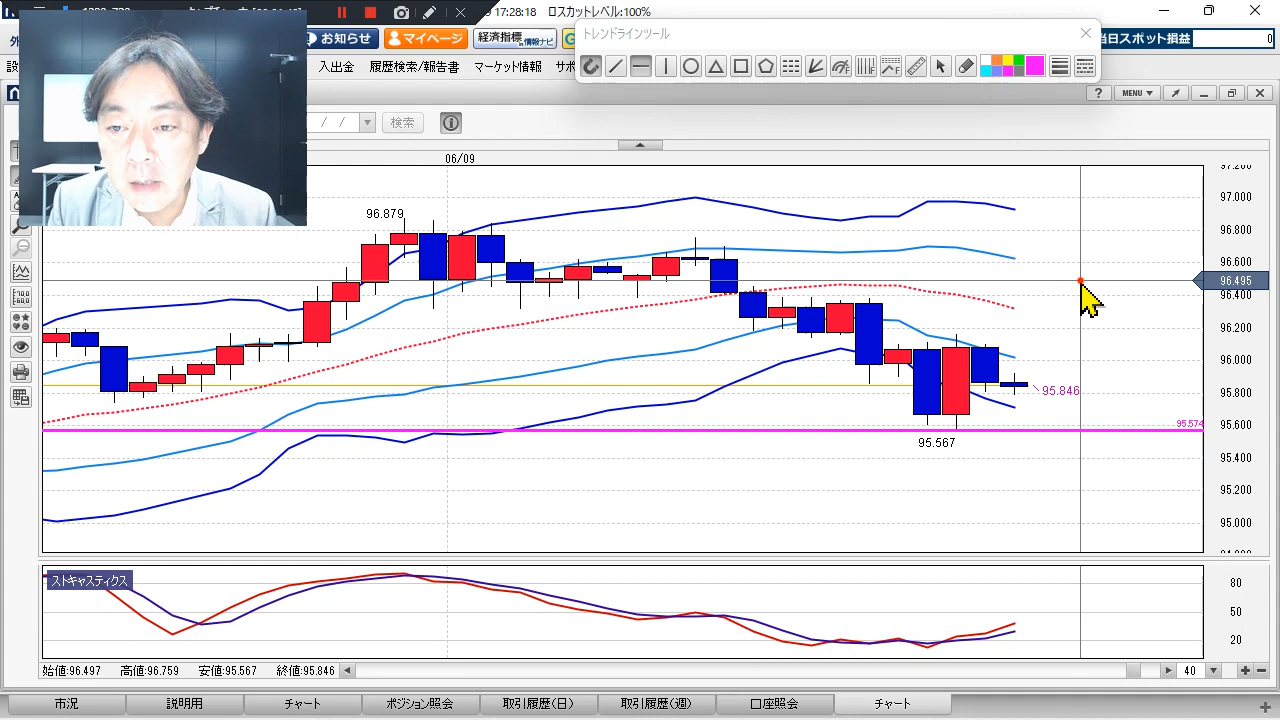 17:28:18 ロスカットレベル:100%
お知らせ
マイページ
経済指標
情報ナビ
当日スポット損益
0
トレンドラインツール
入出金
履歴検索/報告書
マーケット情報
? MENU
/ /
検索
06/09
96.879
95.846
95.567
95.574
97.200
97.000
96.800
96.600
96.495
96.400
96.200
96.000
95.800
95.600
95.400
95.200
95.000
ストキャスティクス
80
50
20
始値:96.497 高値:96.759 安値:95.567 終値:95.846
40
市況
説明用
チャート
ポジション照会
取引履歴(日)
取引履歴(週)
口座照会
チャート